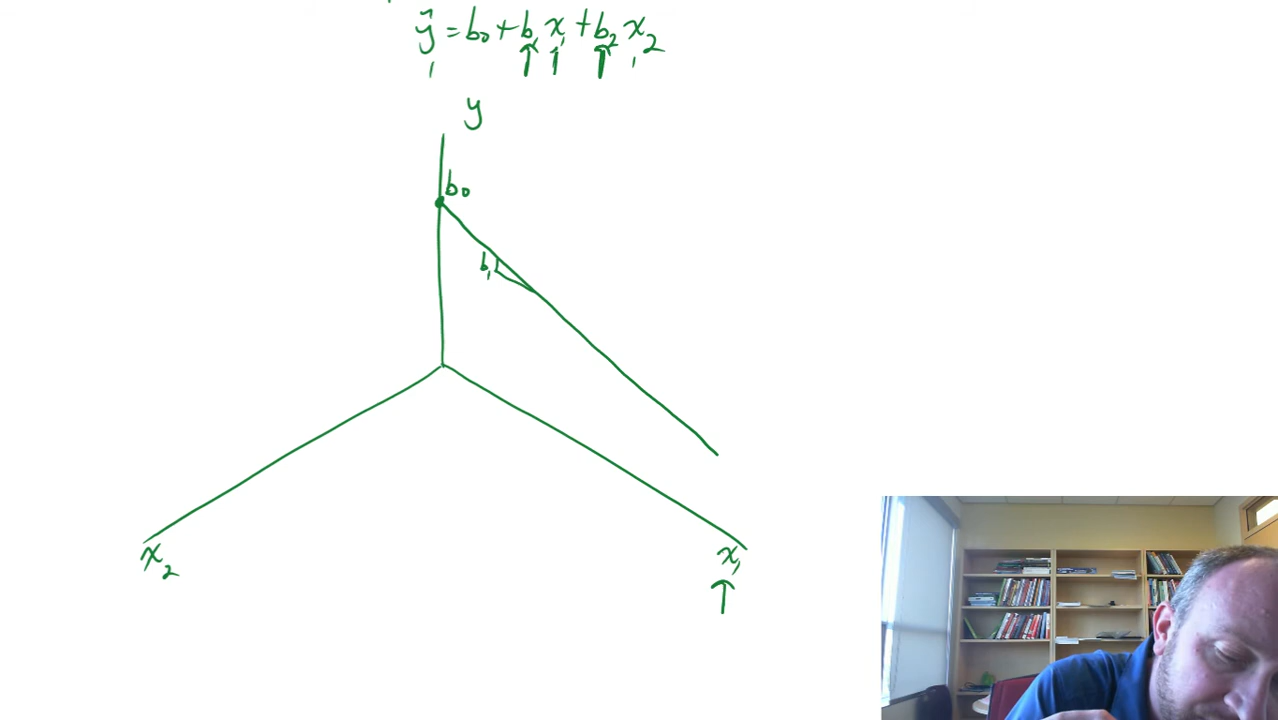 ŷ = b₀ + b₁x₁ + b₂x₂
y
b₀
b₁
x₂
x₁